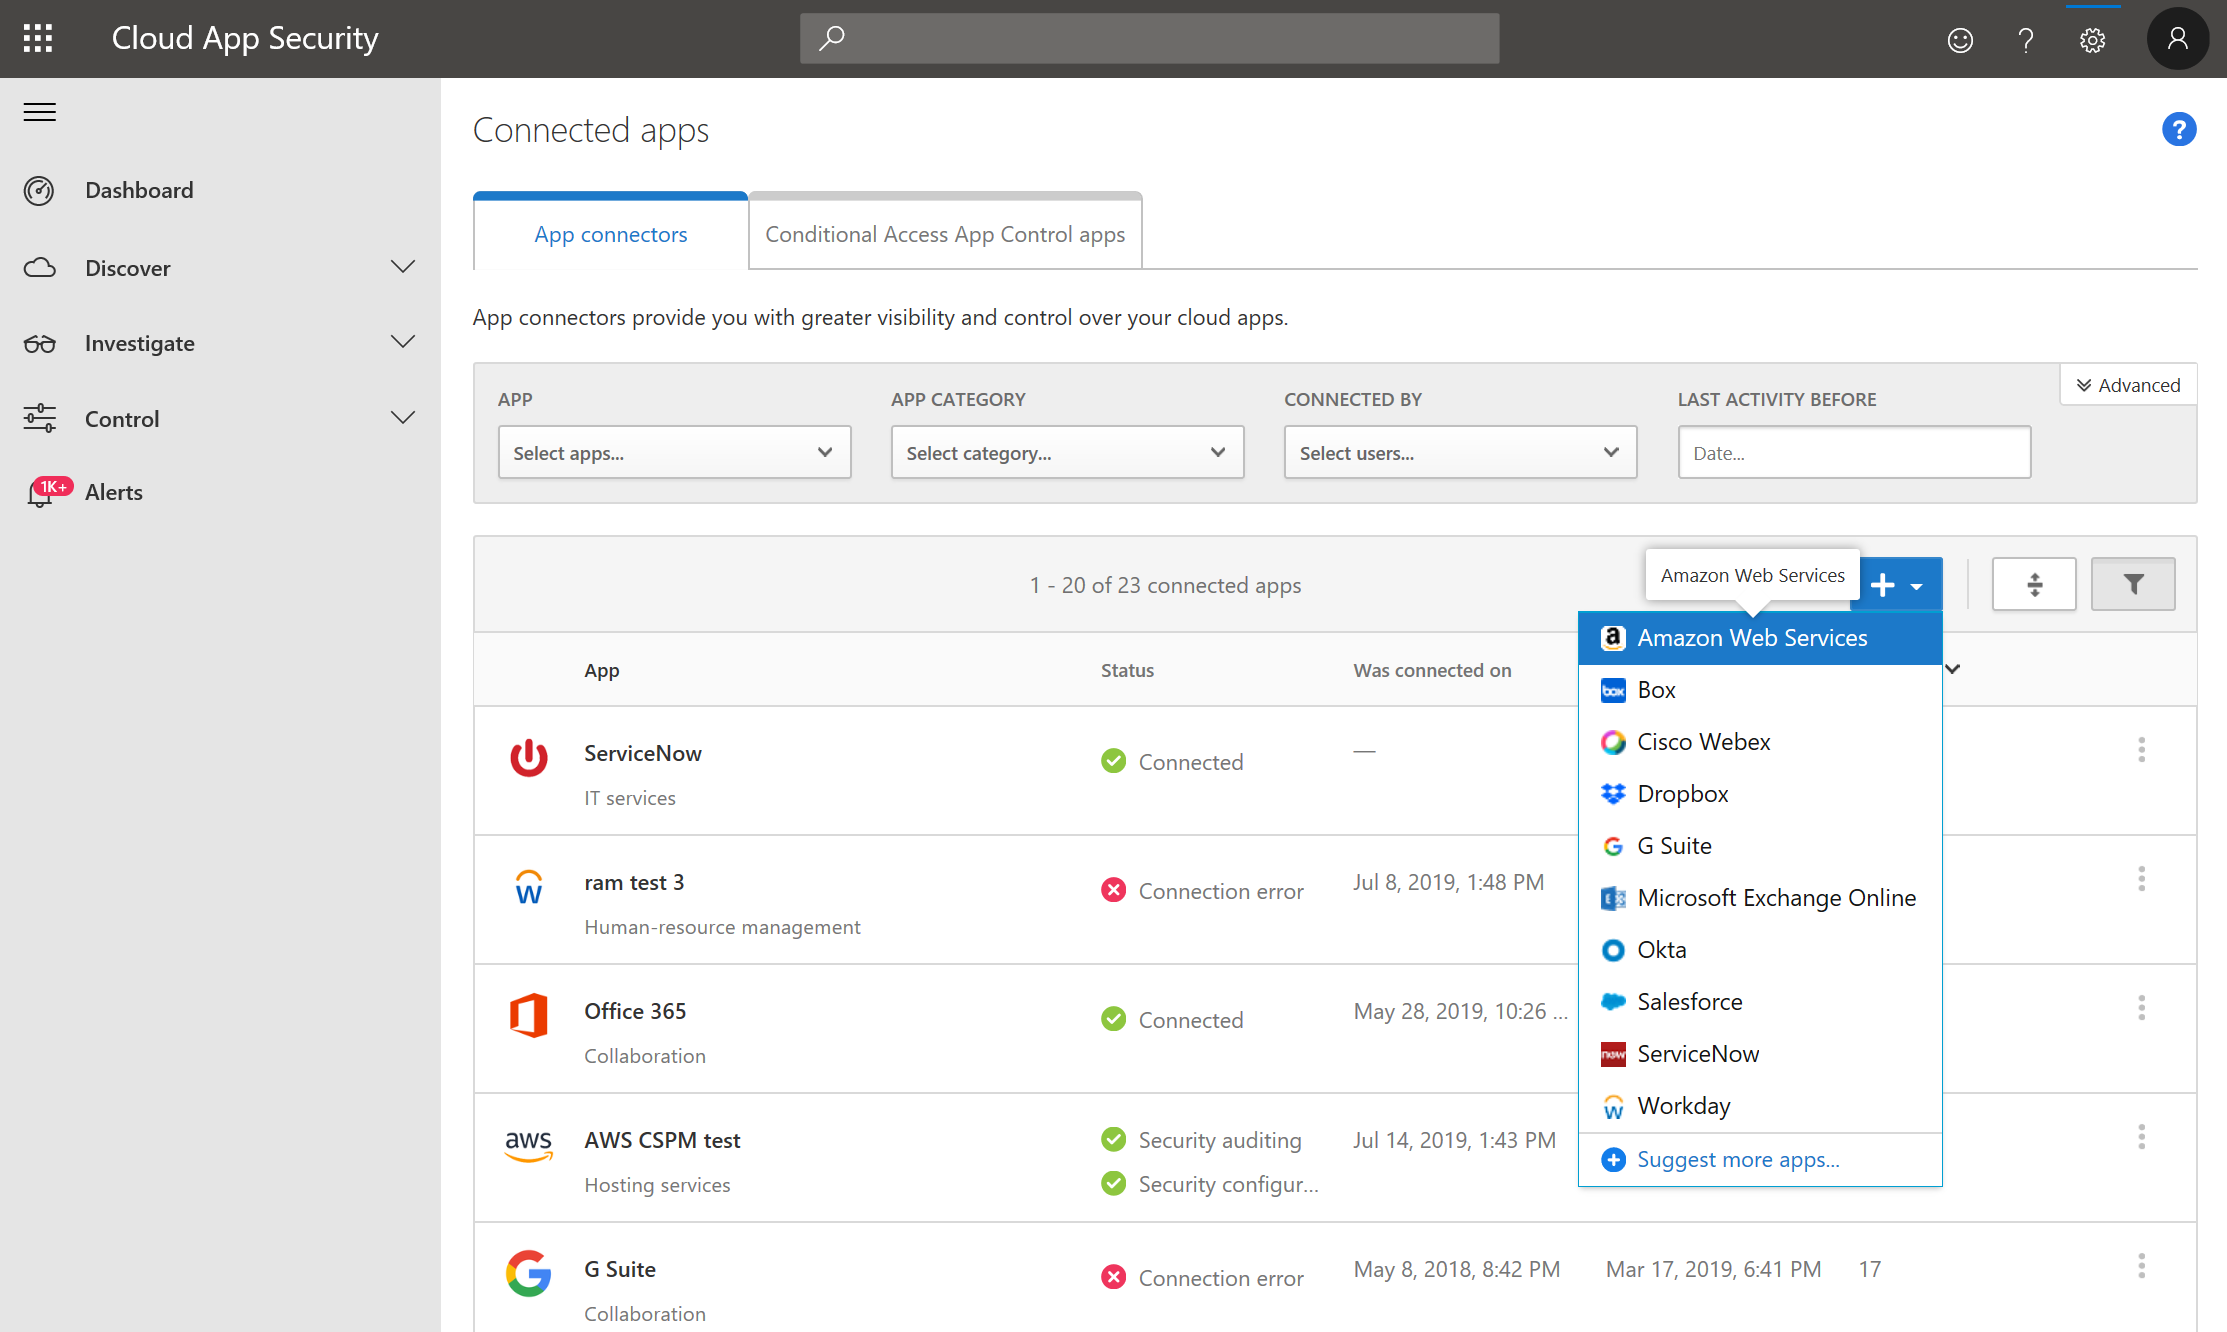 Cloud App Security
Dashboard
Discover
Investigate
Control
1K+
Alerts
Connected apps
?
App connectors
Conditional Access App Control apps
App connectors provide you with greater visibility and control over your cloud apps.
Advanced
APP
APP CATEGORY
CONNECTED BY
LAST ACTIVITY BEFORE
Select apps...
Select category...
Select users...
Date...
1 - 20 of 23 connected apps
Amazon Web Services
App
Status
Was connected on
ServiceNow
IT services
Connected
—
ram test 3
Human-resource management
Connection error
Jul 8, 2019, 1:48 PM
Office 365
Collaboration
Connected
May 28, 2019, 10:26 ...
aws
AWS CSPM test
Hosting services
Security auditing
Security configur...
Jul 14, 2019, 1:43 PM
G Suite
Collaboration
Connection error
May 8, 2018, 8:42 PM
Mar 17, 2019, 6:41 PM
17
Amazon Web Services
box
Box
Cisco Webex
Dropbox
G Suite
Microsoft Exchange Online
Okta
Salesforce
now
ServiceNow
Workday
Suggest more apps...